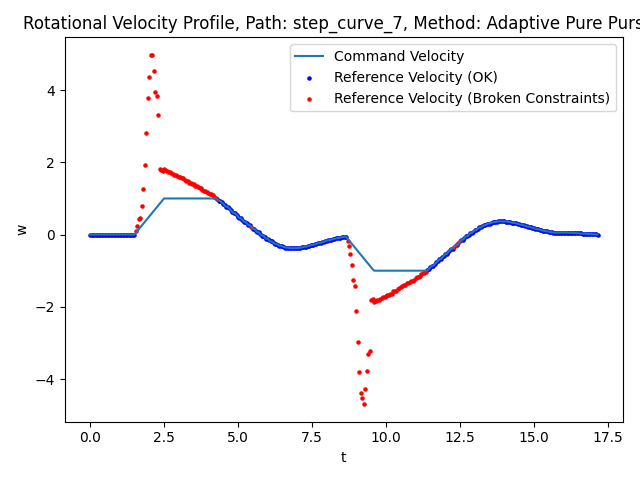 Rotational Velocity Profile, Path: step_curve_7, Method: Adaptive Pure Purs
Command Velocity
Reference Velocity (OK)
Reference Velocity (Broken Constraints)
w
4
2
0
−2
−4
0.0 2.5 5.0 7.5 10.0 12.5 15.0 17.5
t